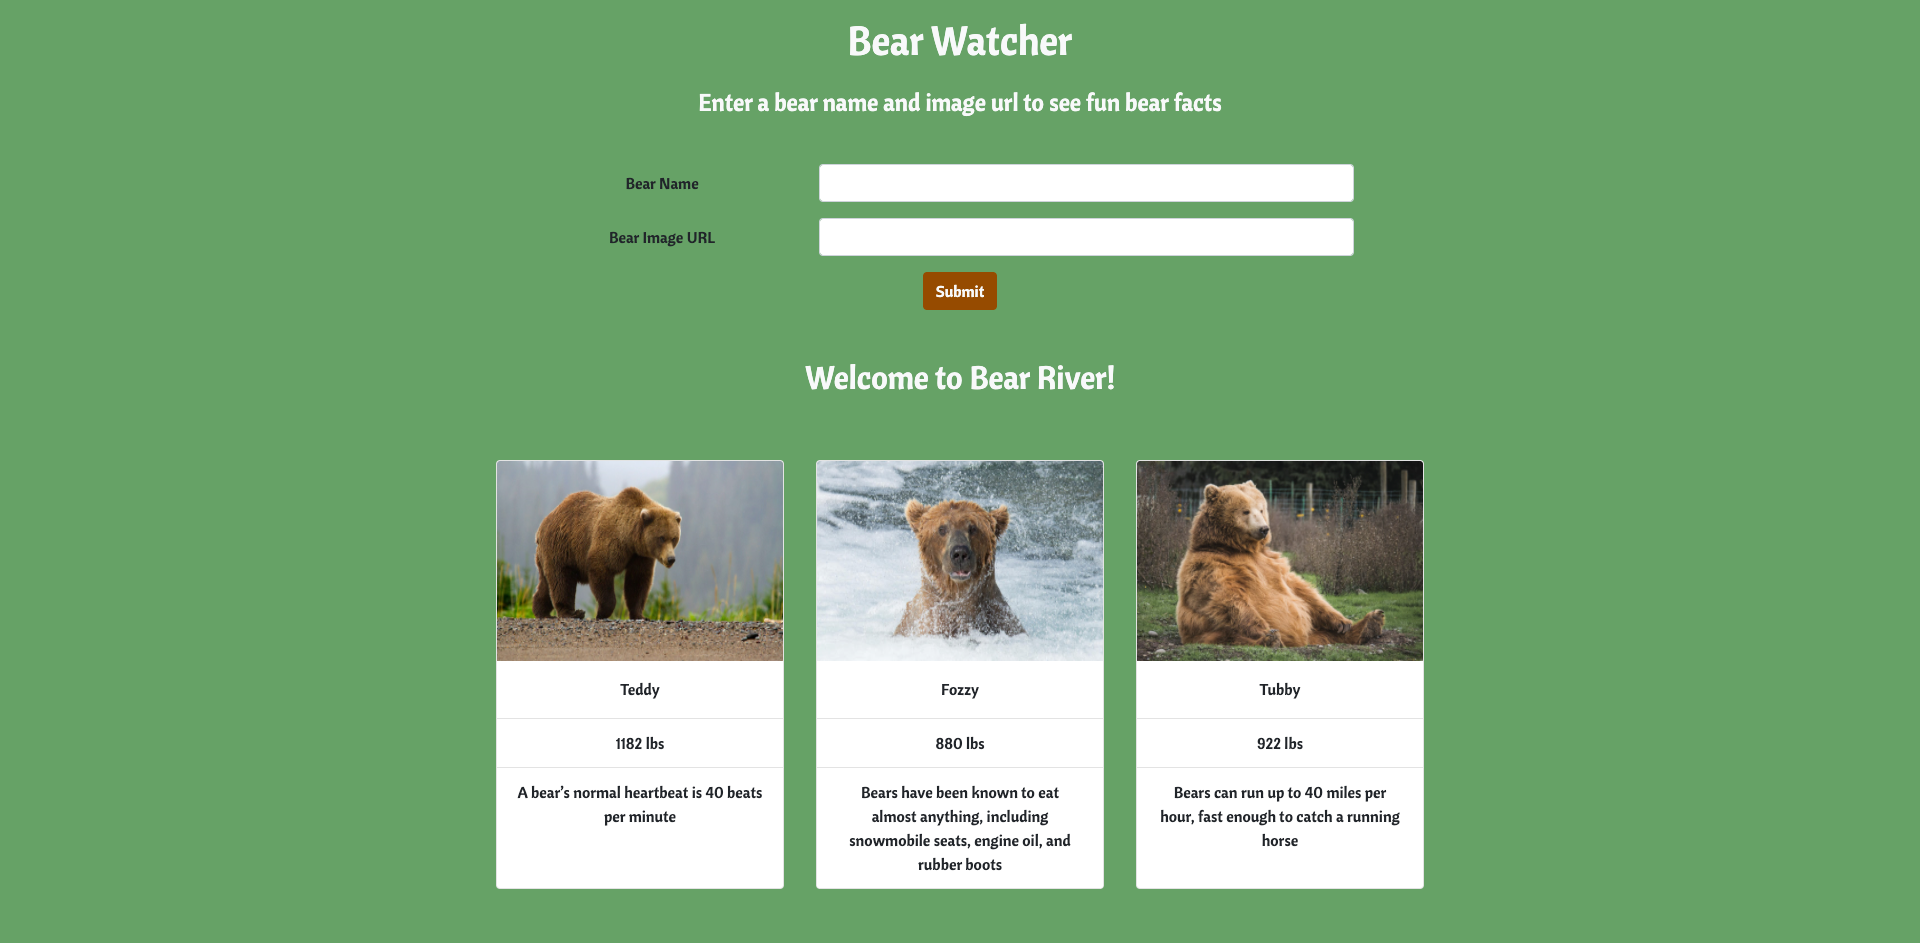 Bear Watcher
Enter a bear name and image url to see fun bear facts
Bear Name
Bear Image URL
Submit
Welcome to Bear River!
Teddy
1182 lbs
A bear's normal heartbeat is 40 beats
per minute
Fozzy
880 lbs
Bears have been known to eat
almost anything, including
snowmobile seats, engine oil, and
rubber boots
Tubby
922 lbs
Bears can run up to 40 miles per
hour, fast enough to catch a running
horse